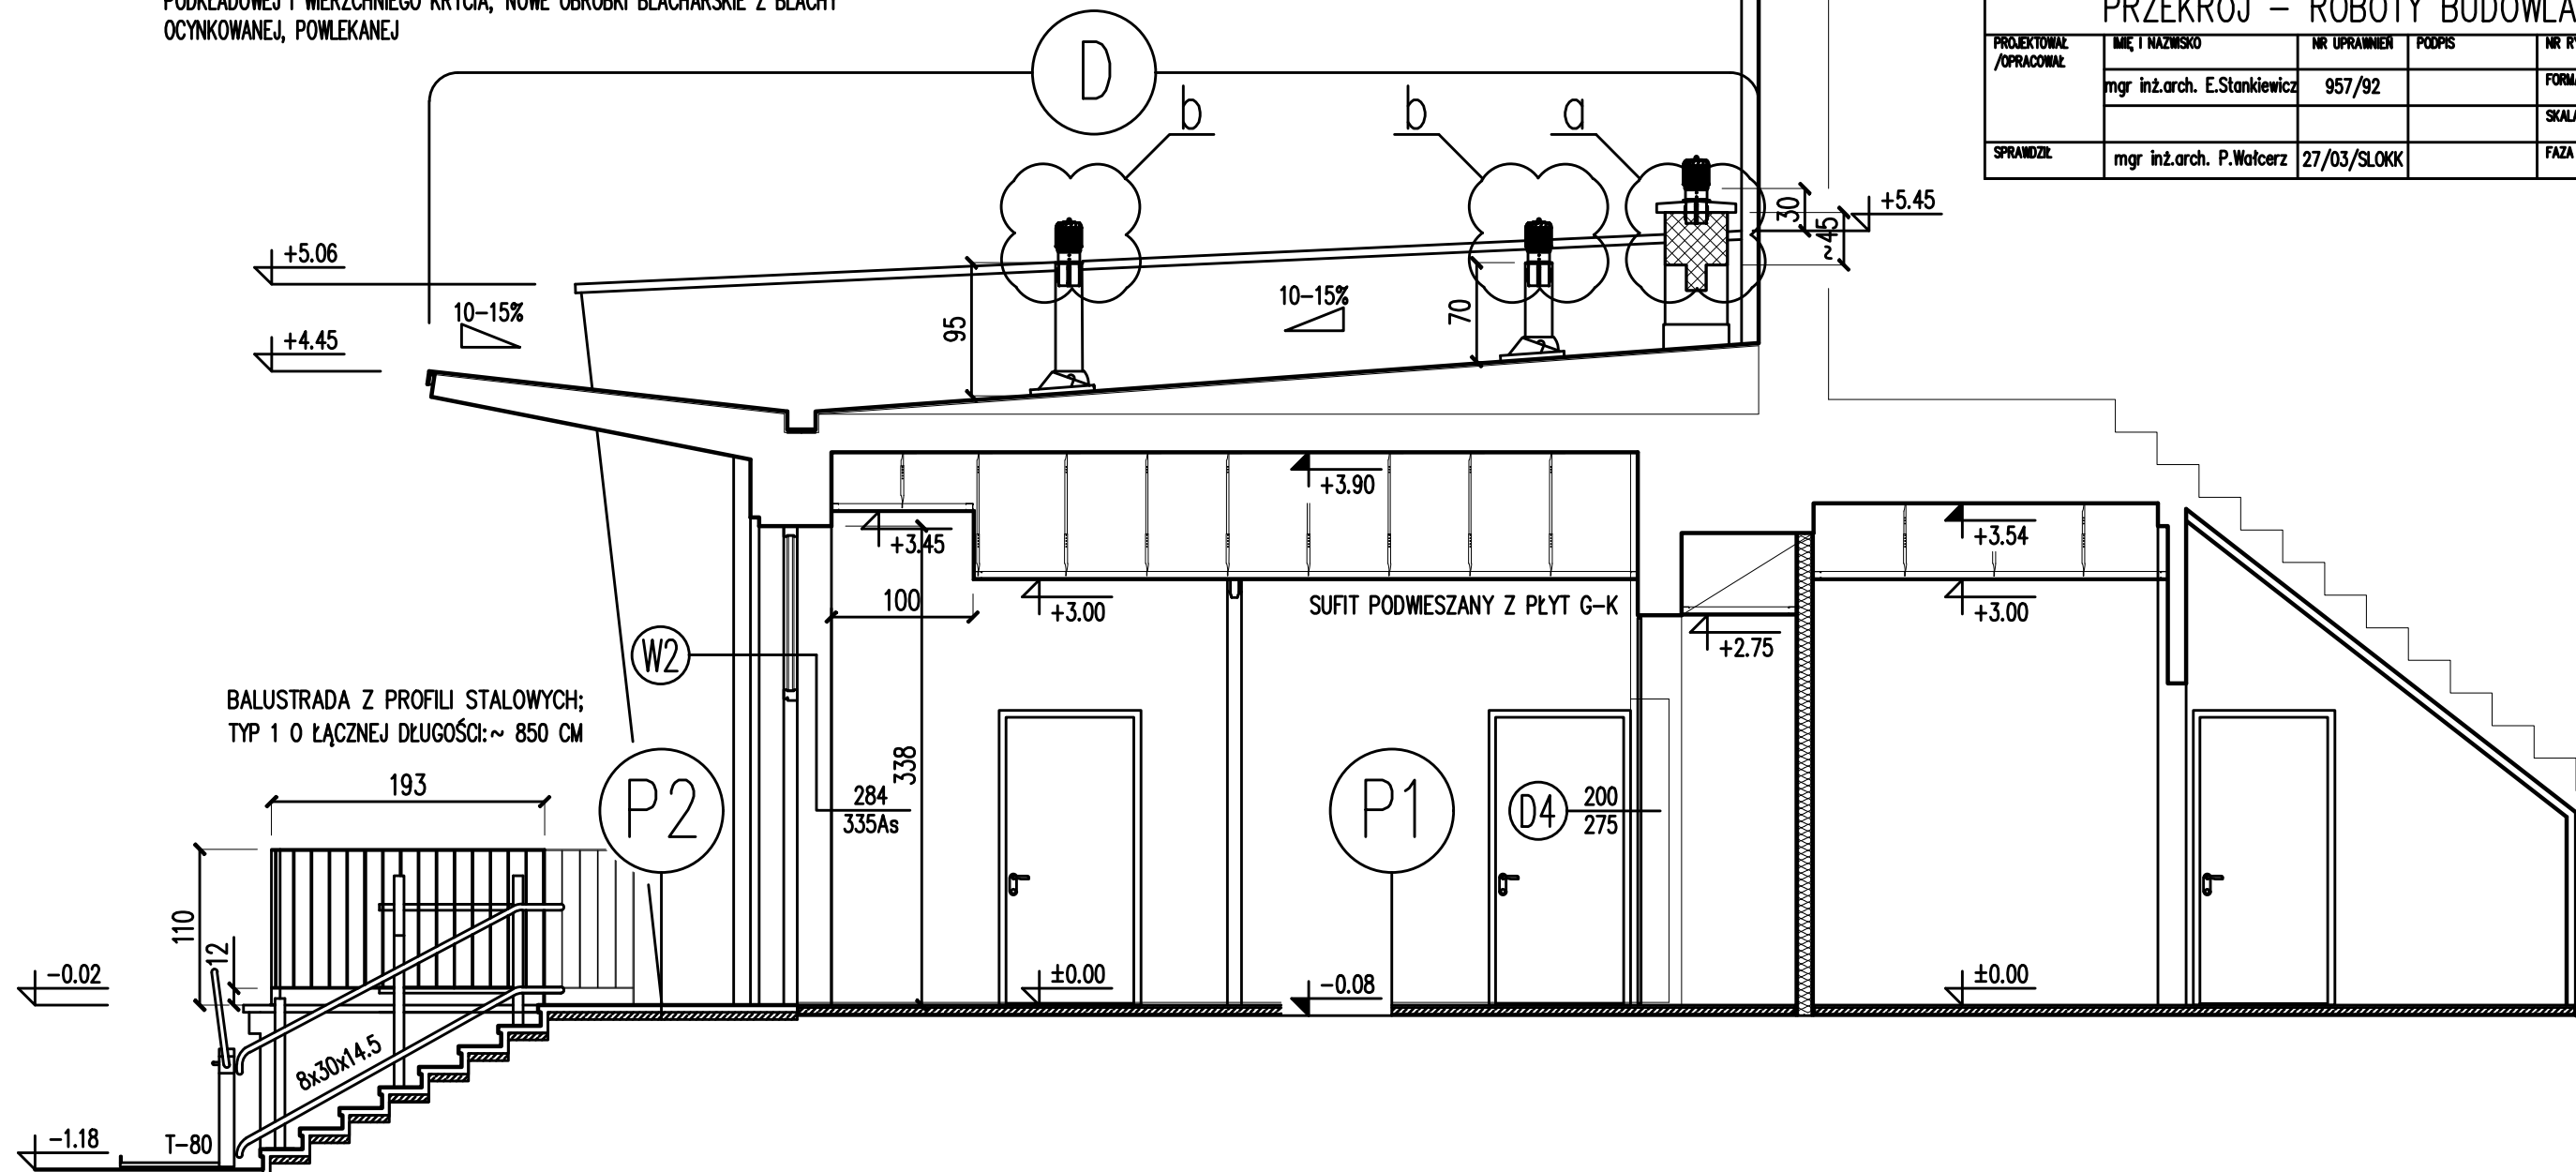 PODKŁADOWEJ I WIERZCHNIEGO KRYCIA, NOWE OBRÓBKI BLACHARSKIE Z BLACHY
OCYNKOWANEJ, POWLEKANEJ
PRZEKRÓJ – ROBOTY
PROJEKTOWAŁ
/OPRACOWAŁ
IMIĘ I NAZWISKO
NR UPRAWNIEŃ
PODPIS
NR
mgr inż.arch. E.Stankiewicz
957/92
SPRAWDZIŁ
mgr inż.arch. P.Wałcerz
27/03/SLOKK
FAZA
D
b
b
a
30
~45
+5.45
+5.06
10-15%
+4.45
95
10-15%
70
+3.90
+3.45
+3.54
100
+3.00
SUFIT PODWIESZANY Z PŁYT G-K
+3.00
+2.75
W2
BALUSTRADA Z PROFILI STALOWYCH;
TYP 1 O ŁĄCZNEJ DŁUGOŚCI:~ 850 CM
193
P2
338
284
335As
P1
D4
200
275
110
12
-0.02
±0.00
-0.08
±0.00
8x30x14.5
-1.18
T-80